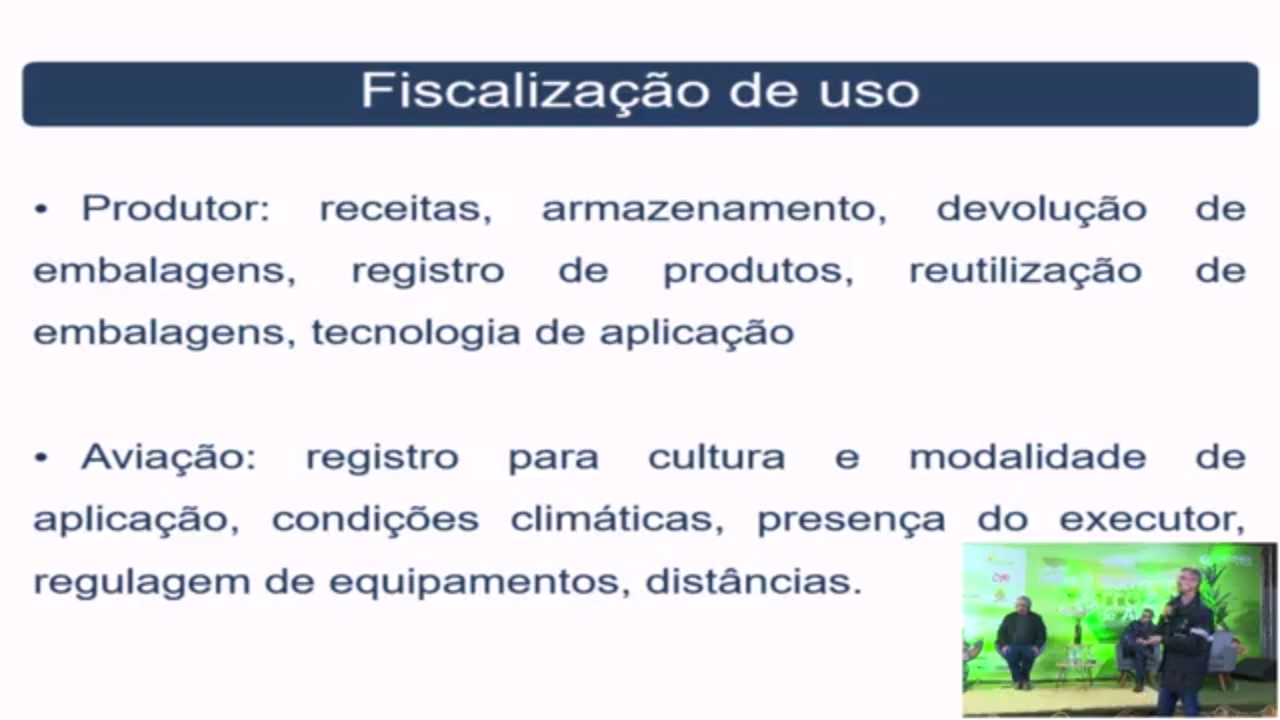 Fiscalização de uso
• Produtor: receitas, armazenamento, devolução de
embalagens, registro de produtos, reutilização de
embalagens, tecnologia de aplicação
• Aviação: registro para cultura e modalidade de
aplicação, condições climáticas, presença do executor,
regulagem de equipamentos, distâncias.